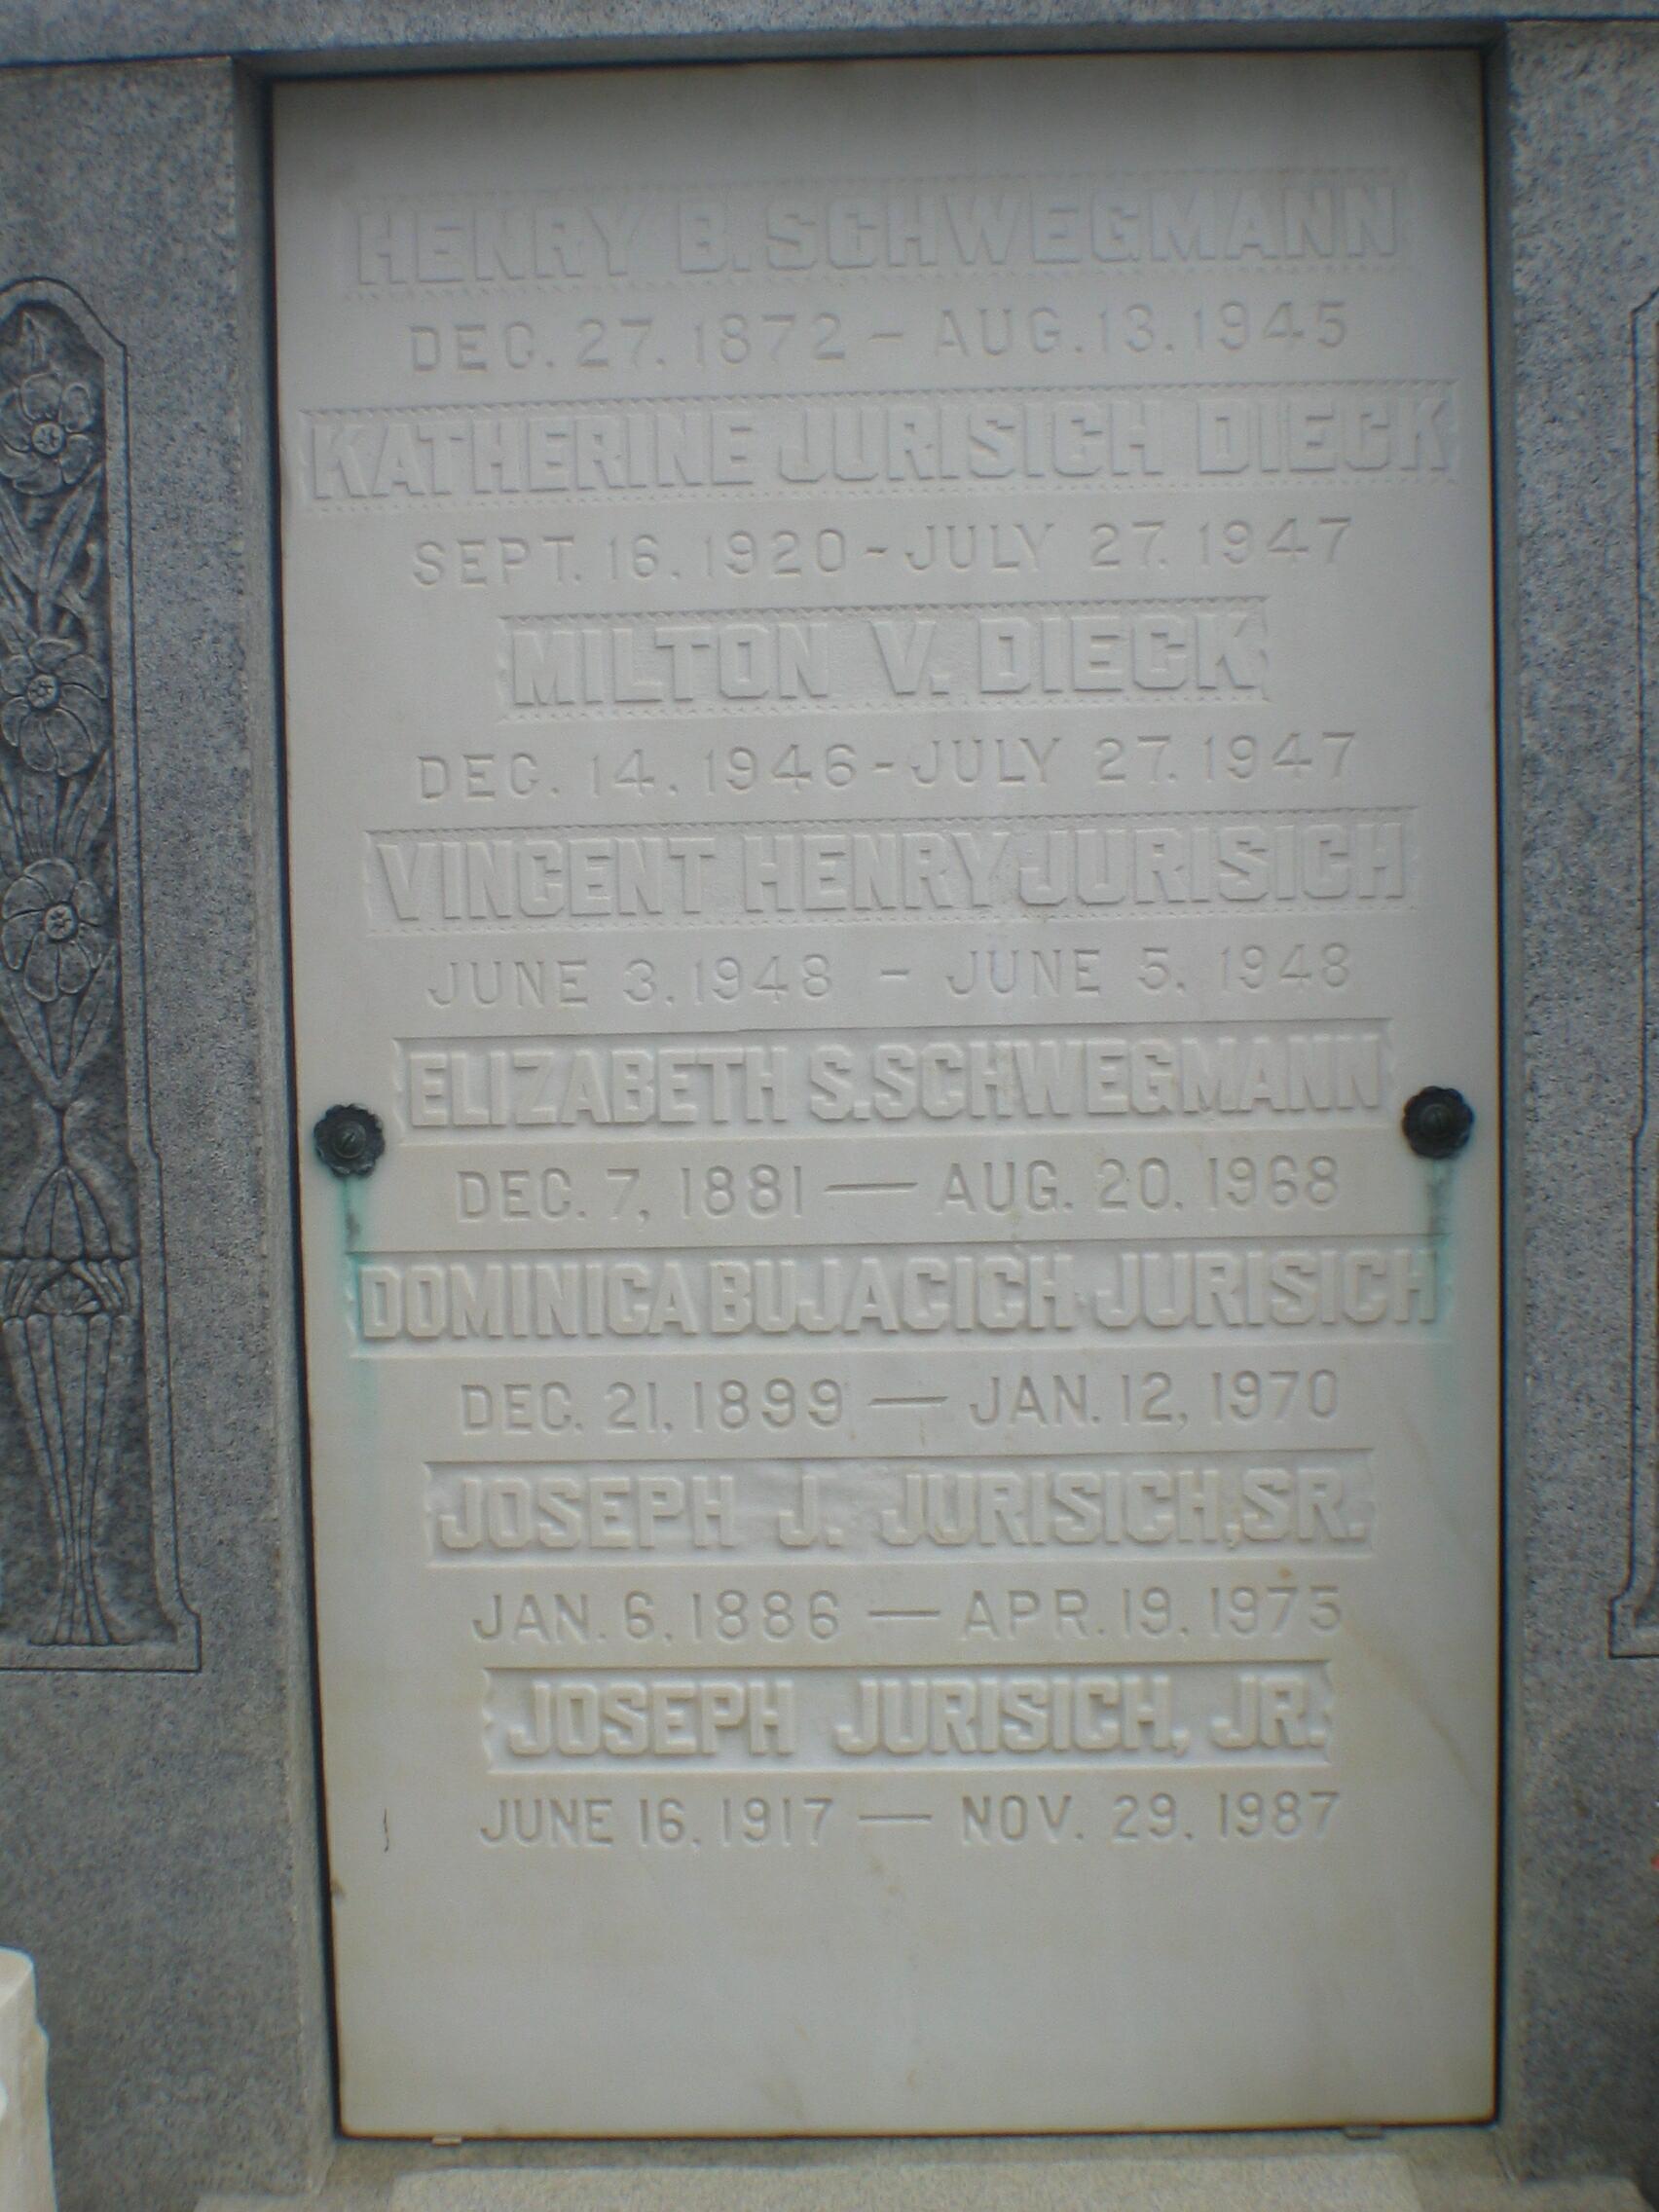 HENRY B. SCHWEGMANN
DEC. 27, 1872 - AUG. 13, 1945
KATHERINE JURISICH DIECK
SEPT. 16, 1920 - JULY 27, 1947
MILTON V. DIECK
DEC. 14, 1946 - JULY 27, 1947
VINCENT HENRY JURISICH
JUNE 3, 1948 - JUNE 5, 1948
ELIZABETH S. SCHWEGMANN
DEC. 7, 1881 — AUG. 20, 1968
DOMINICA BUJACICH JURISICH
DEC. 21, 1899 — JAN. 12, 1970
JOSEPH J. JURISICH, SR.
JAN. 6, 1886 — APR. 19, 1975
JOSEPH JURISICH, JR.
JUNE 16, 1917 — NOV. 29, 1987